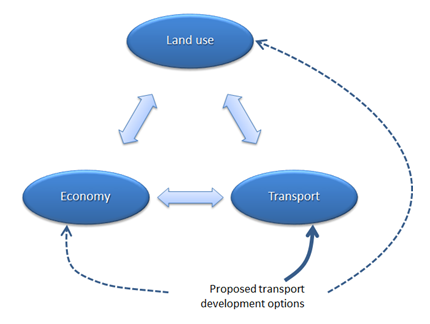 Land use
Economy
Transport
Proposed transport
development options